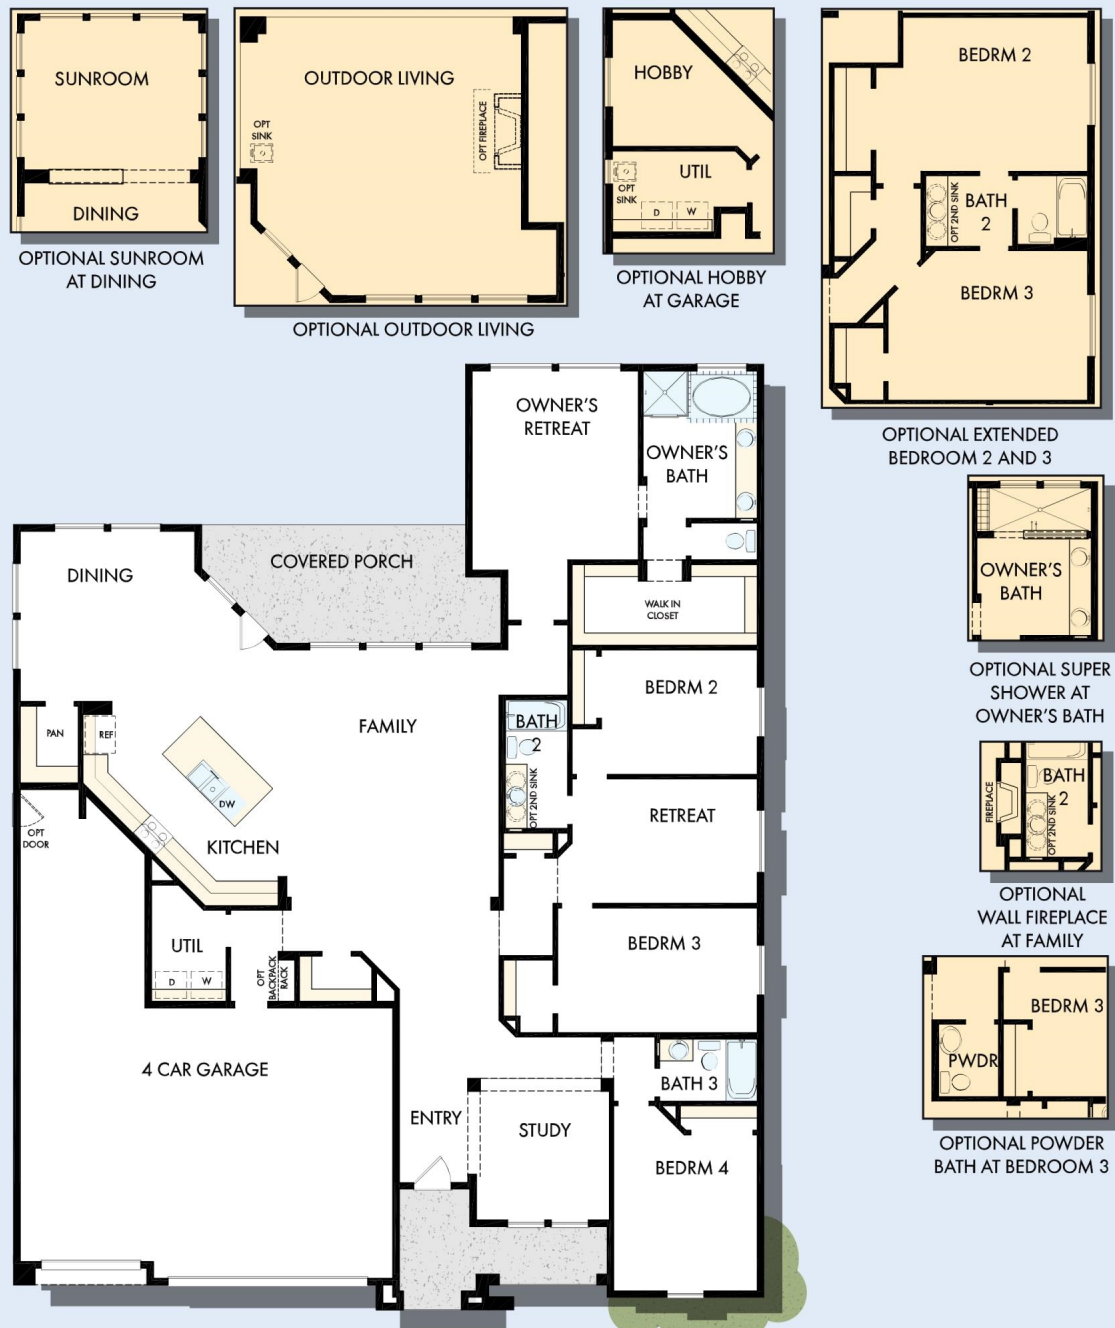 SUNROOM
DINING
OPTIONAL SUNROOM
AT DINING
OUTDOOR LIVING
OPT
SINK
OPT FIREPLACE
OPTIONAL OUTDOOR LIVING
HOBBY
UTIL
OPT
SINK
D
W
OPTIONAL HOBBY
AT GARAGE
BEDRM 2
OPT 2ND SINK
BATH
2
BEDRM 3
OPTIONAL EXTENDED
BEDROOM 2 AND 3
OWNER'S
RETREAT
OWNER'S
BATH
COVERED PORCH
DINING
WALK IN
CLOSET
BEDRM 2
BATH
2
OPT 2ND SINK
FAMILY
PAN
REF
DW
RETREAT
OPT
DOOR
KITCHEN
UTIL
D
W
OPT
BACKPACK
RACK
BEDRM 3
4 CAR GARAGE
BATH 3
ENTRY
STUDY
BEDRM 4
OWNER'S
BATH
OPTIONAL SUPER
SHOWER AT
OWNER'S BATH
FIREPLACE
BATH
2
OPT 2ND SINK
OPTIONAL
WALL FIREPLACE
AT FAMILY
BEDRM 3
PWDR
OPTIONAL POWDER
BATH AT BEDROOM 3